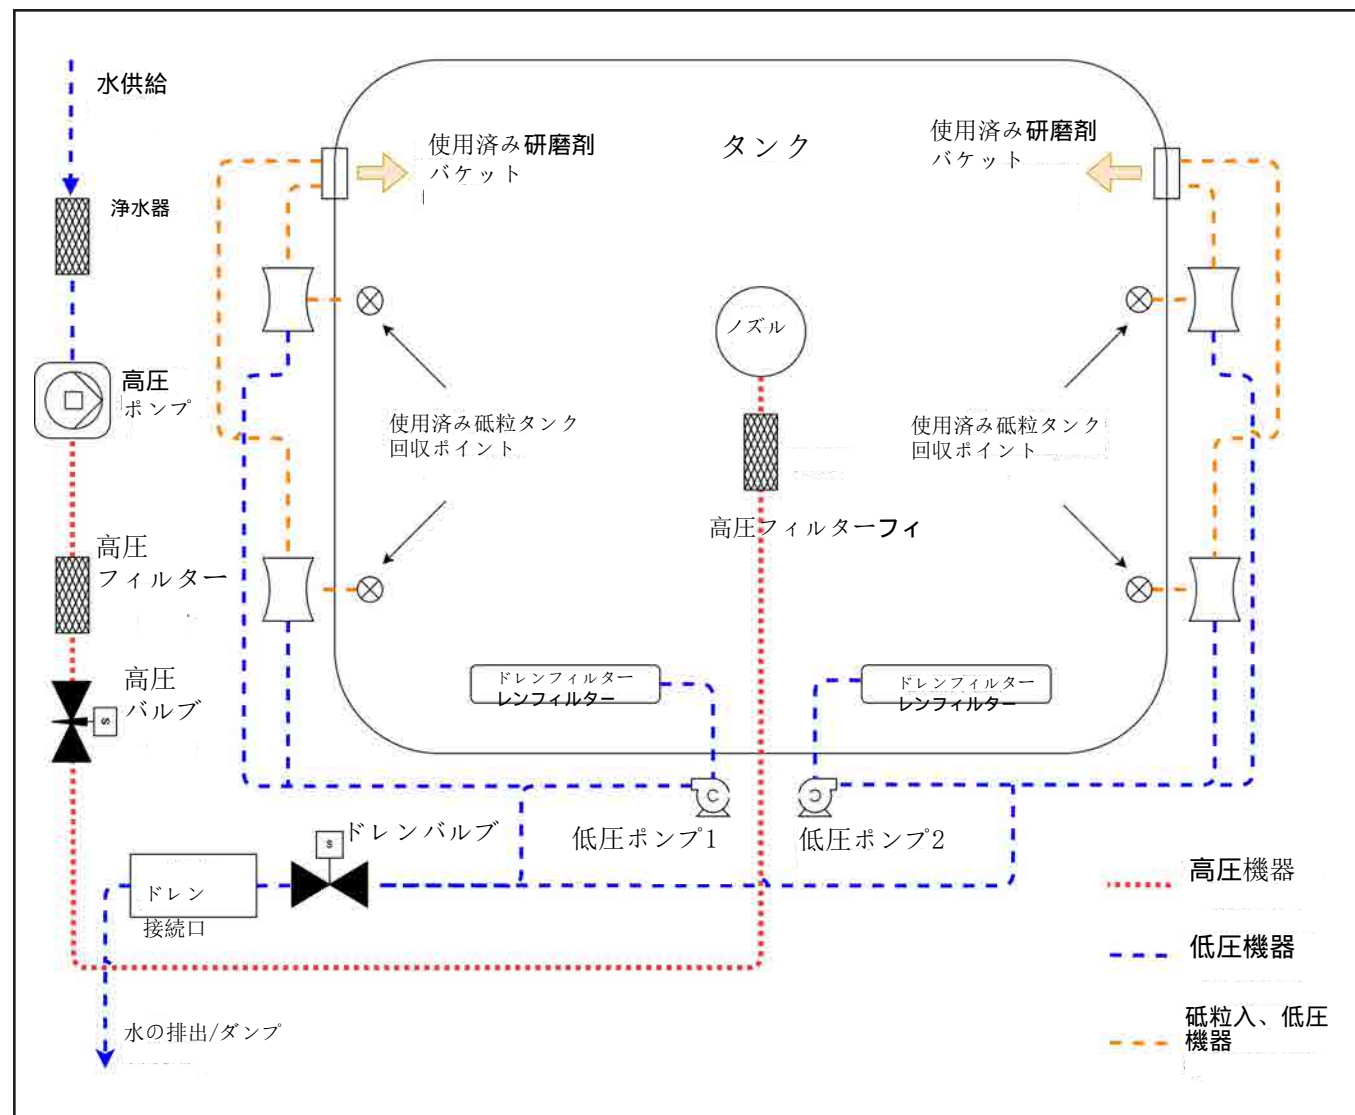 水供給
浄水器
高圧
ポンプ
高圧
フィルター
高圧
バルブ
S
使用済み研磨剤
バケット
タンク
使用済み研磨剤
バケット
ノズル
使用済み砥粒タンク
回収ポイント
使用済み砥粒タンク
回収ポイント
高圧フィルターフィ
ドレンフィルター
レンフィルター
ドレンフィルター
レンフィルター
C
C
低圧ポンプ1
低圧ポンプ2
S
ドレンバルブ
ドレン
接続口
水の排出/ダンプ
高圧機器
低圧機器
砥粒入、低圧
機器